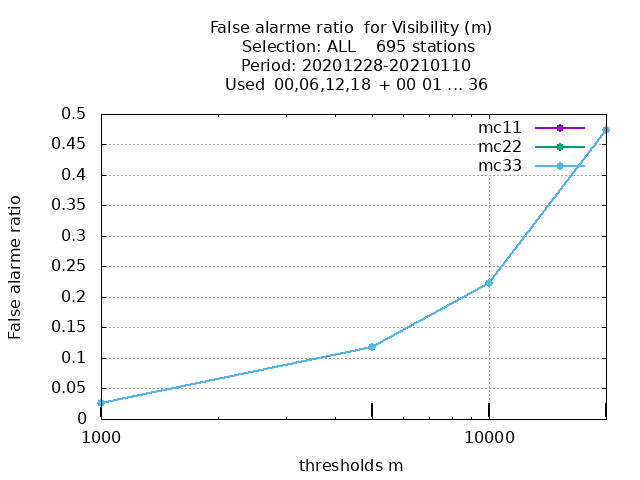 False alarme ratio  for Visibility (m)
Selection: ALL    695 stations
Period: 20201228-20210110
Used  00,06,12,18  + 00 01 ... 36
mc11
mc22
mc33
0.5
0.45
0.4
0.35
0.3
0.25
0.2
0.15
0.1
0.05
0
False alarme ratio
1000
10000
thresholds m